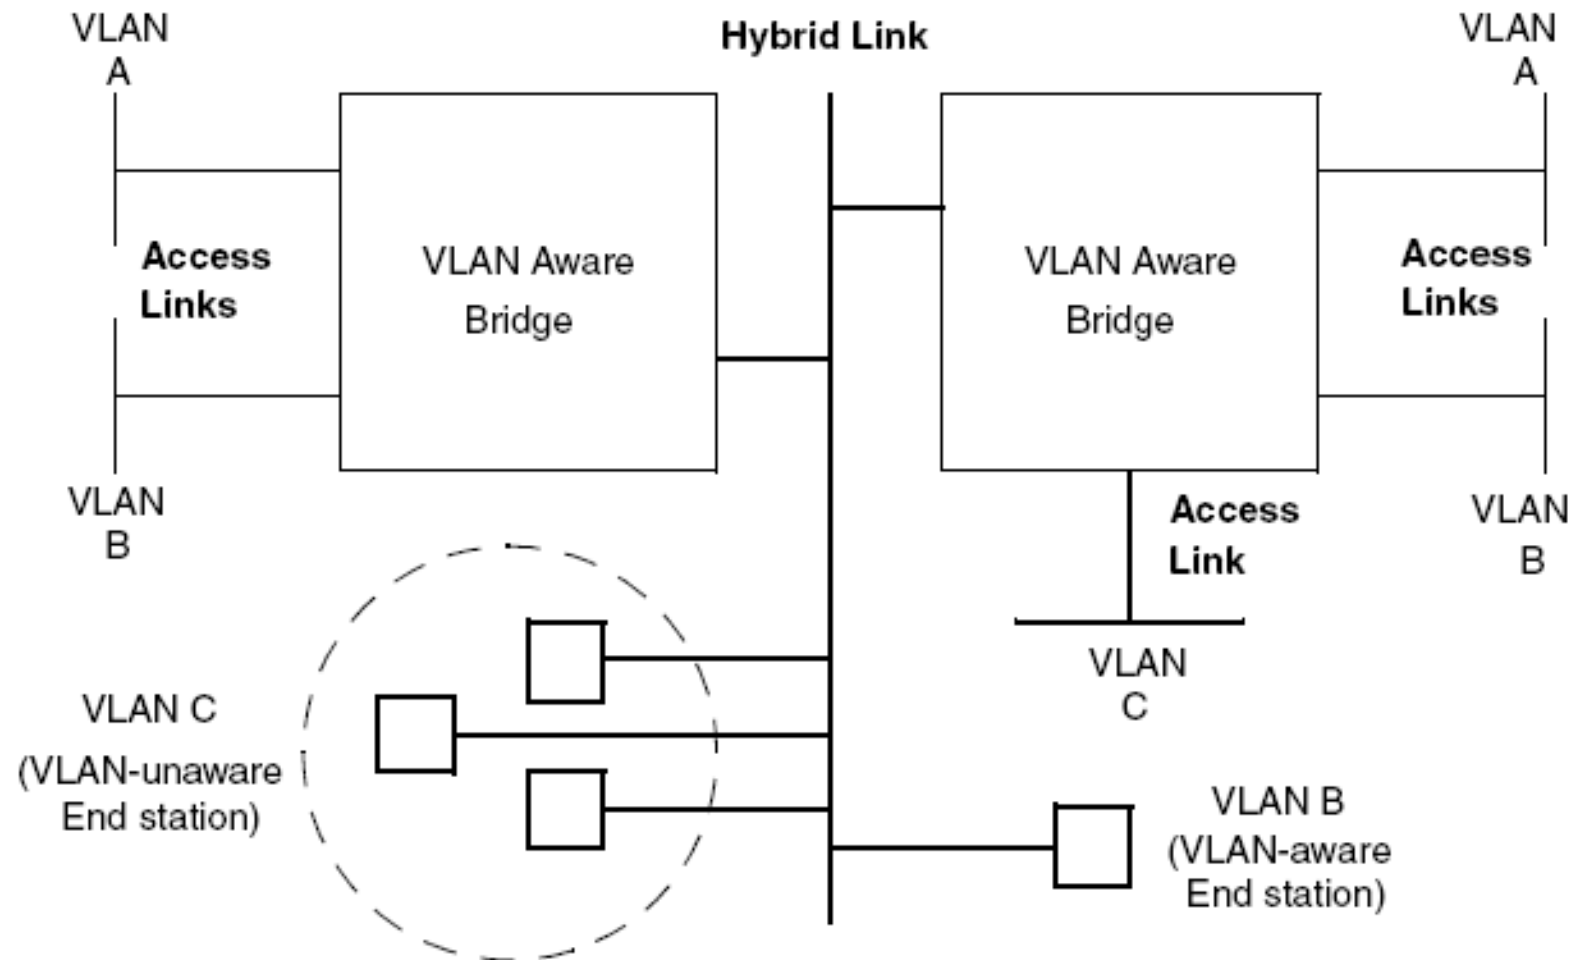 VLAN
A
Hybrid Link
VLAN
A
Access
Links
VLAN Aware
Bridge
VLAN Aware
Bridge
Access
Links
VLAN
B
Access
Link
VLAN
B
VLAN
C
VLAN C
(VLAN-unaware
End station)
VLAN B
(VLAN-aware
End station)